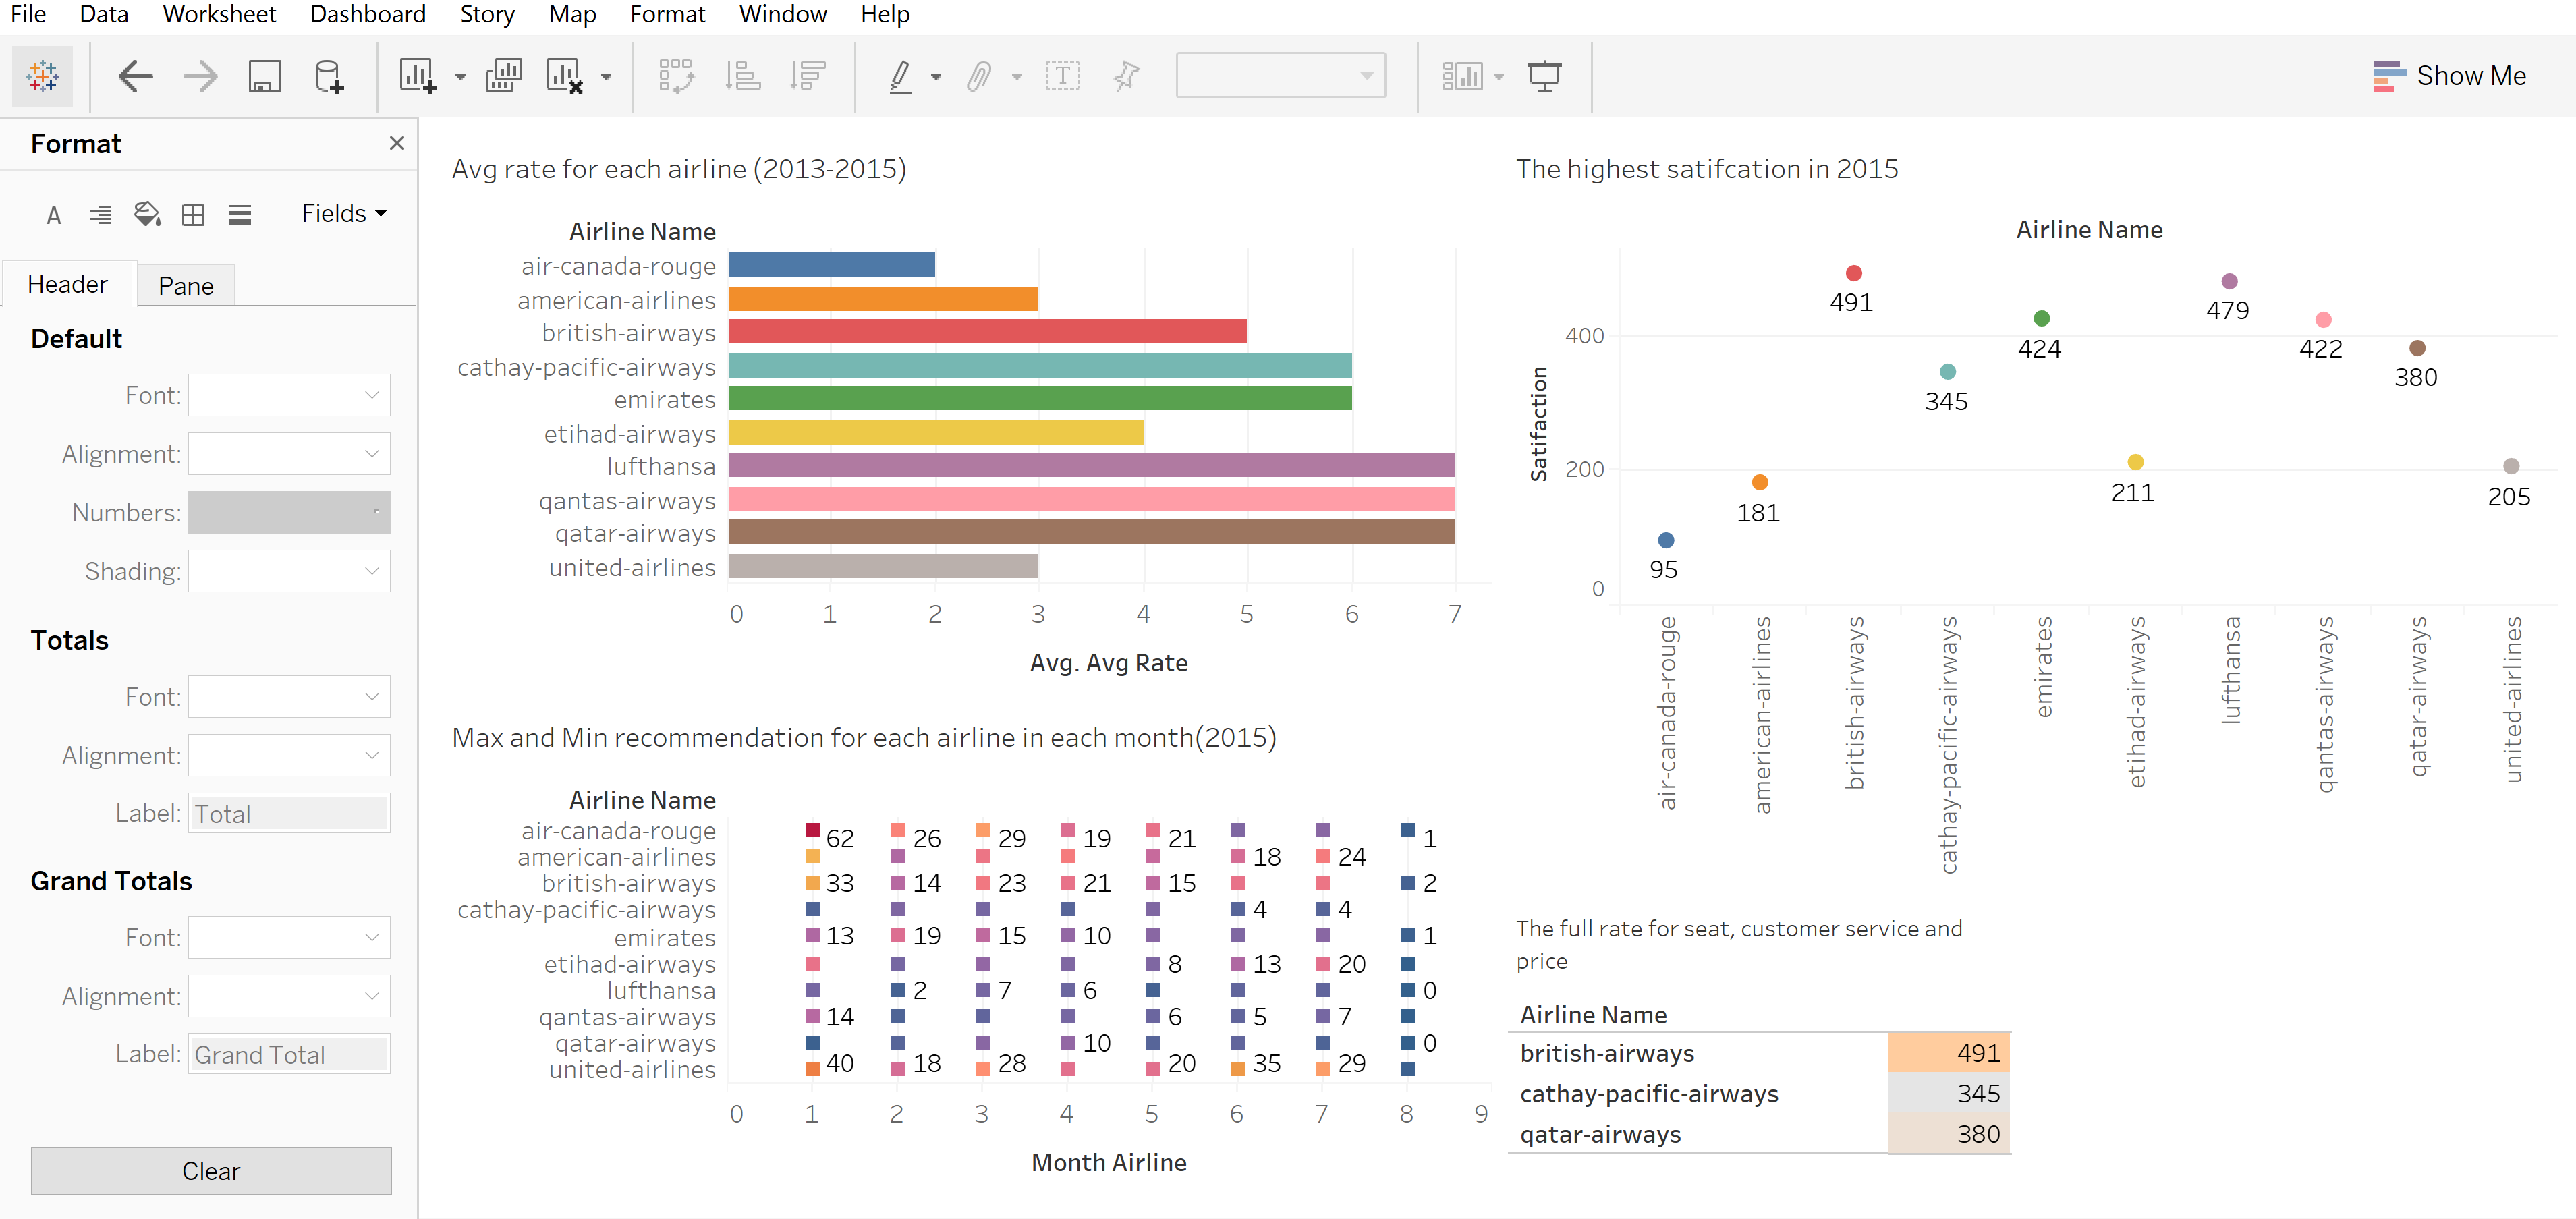 File Data Worksheet Dashboard Story Map Format Window Help
Show Me
Format
Fields
Header Pane
Default
Font:
Alignment:
Numbers:
Shading:
Totals
Font:
Alignment:
Label: Total
Grand Totals
Font:
Alignment:
Label: Grand Total
Clear
Avg rate for each airline (2013-2015)
Airline Name
air-canada-rouge
american-airlines
british-airways
cathay-pacific-airways
emirates
etihad-airways
lufthansa
qantas-airways
qatar-airways
united-airlines
0 1 2 3 4 5 6 7
Avg. Avg Rate
The highest satifcation in 2015
Airline Name
Satifaction
400
200
0
95
181
491
345
424
211
479
422
380
205
air-canada-rouge
american-airlines
british-airways
cathay-pacific-airways
emirates
etihad-airways
lufthansa
qantas-airways
qatar-airways
united-airlines
Max and Min recommendation for each airline in each month(2015)
Airline Name
air-canada-rouge 62 26 29 19 21 1
american-airlines 18 24
british-airways 33 14 23 21 15 2
cathay-pacific-airways 4 4
emirates 13 19 15 10 1
etihad-airways 8 13 20
lufthansa 2 7 6 0
qantas-airways 14 6 5 7
qatar-airways 10 0
united-airlines 40 18 28 20 35 29
0 1 2 3 4 5 6 7 8 9
Month Airline
The full rate for seat, customer service and
price
Airline Name
british-airways 491
cathay-pacific-airways 345
qatar-airways 380